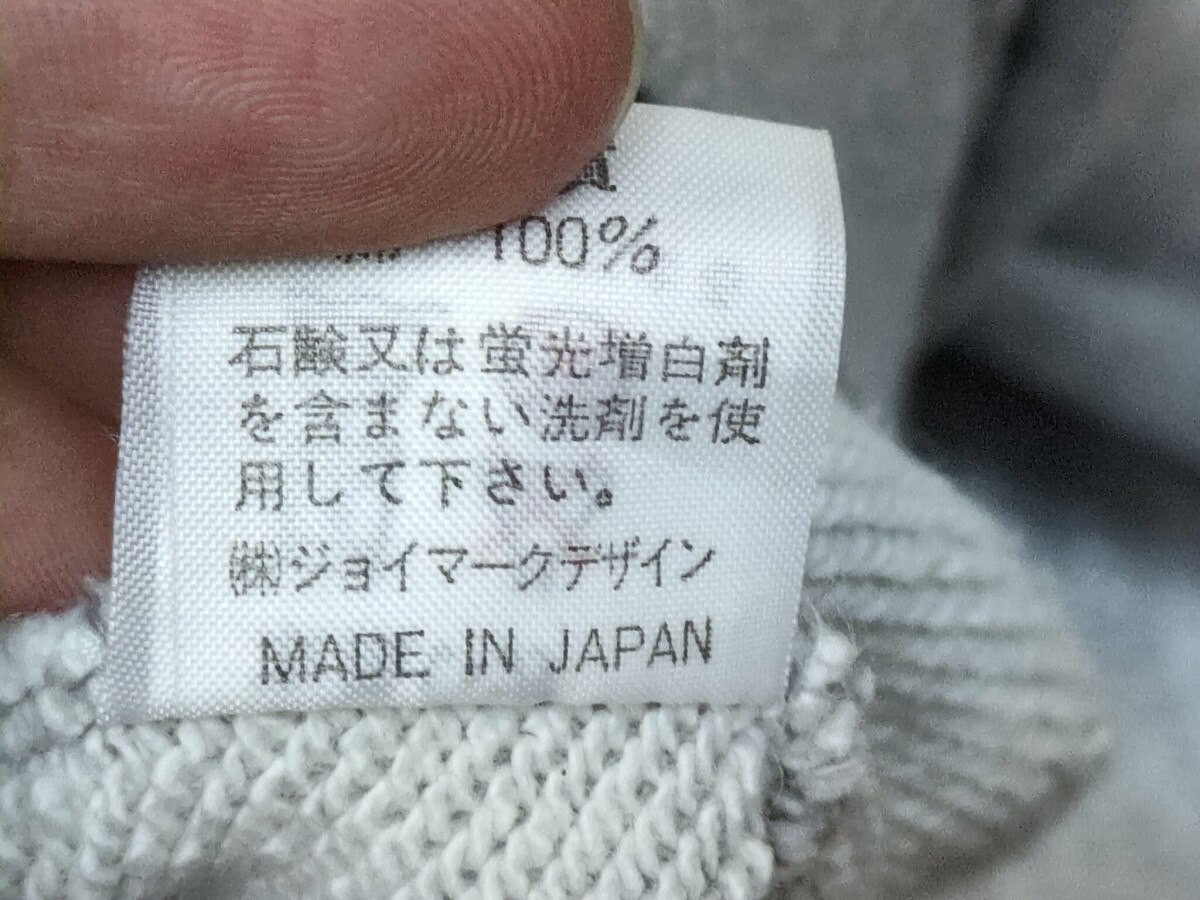 100%
石鹸又は蛍光増白剤
を含まない洗剤を使
用して下さい。
㈱ジョイマークデザイン
MADE IN JAPAN